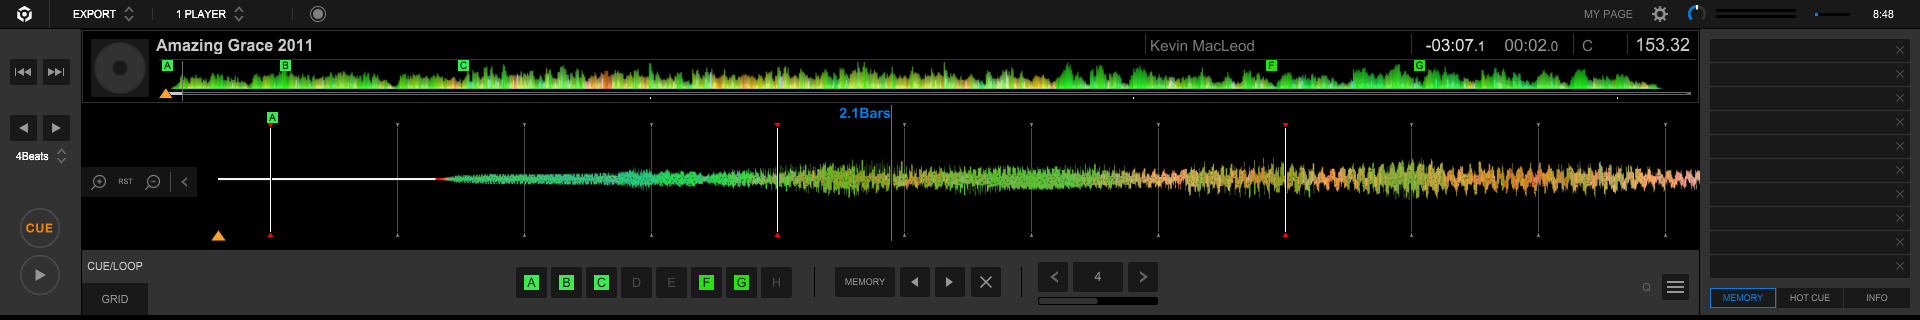 EXPORT 1 PLAYER MY PAGE 8:48
Amazing Grace 2011 Kevin MacLeod -03:07.1 00:02.0 C 153.32
A B C F G
2.1Bars
A
4Beats
RST
CUE
CUE/LOOP
A B C D E F G H MEMORY 4
Q
GRID
MEMORY HOT CUE INFO